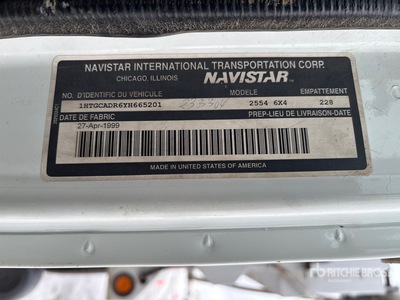 NAVISTAR INTERNATIONAL TRANSPORTATION CORP.
CHICAGO, ILLINOIS NAVISTAR
NO. D'IDENTIFIC DU VEHICULE MODELE EMPATTEMENT
1HTGCADR6YH665201 2554 6X4 228
DATE DE FABRIC PREP-LIEU DE LIVRAISON-DATE
27-Apr-1999
MADE IN UNITED STATES OF AMERICA
RITCHIE BROS